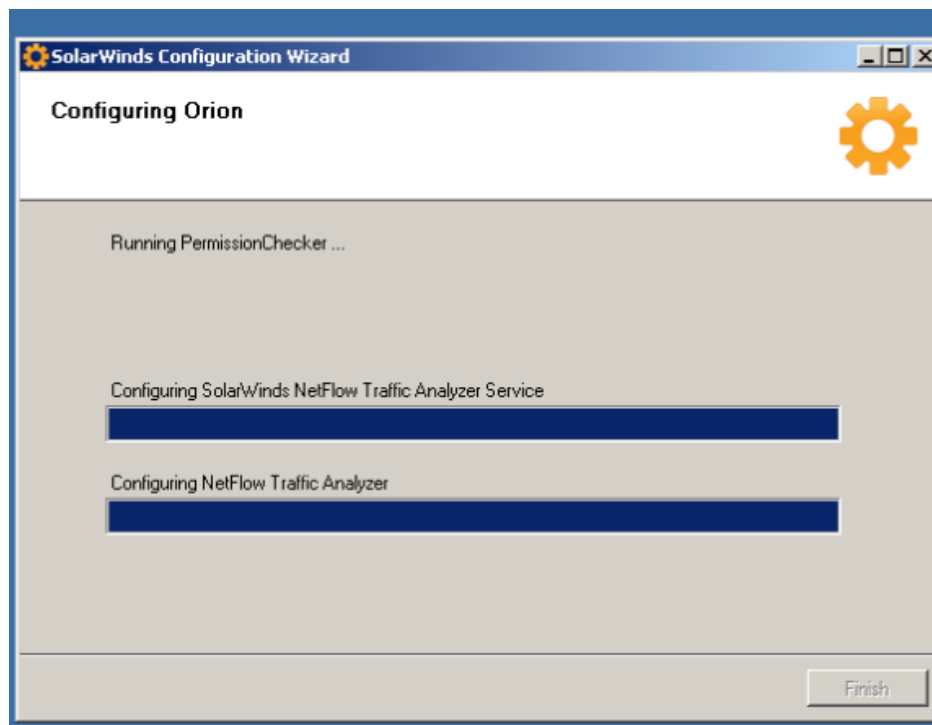 SolarWinds Configuration Wizard
Configuring Orion
Running PermissionChecker ...
Configuring SolarWinds NetFlow Traffic Analyzer Service
Configuring NetFlow Traffic Analyzer
Finish